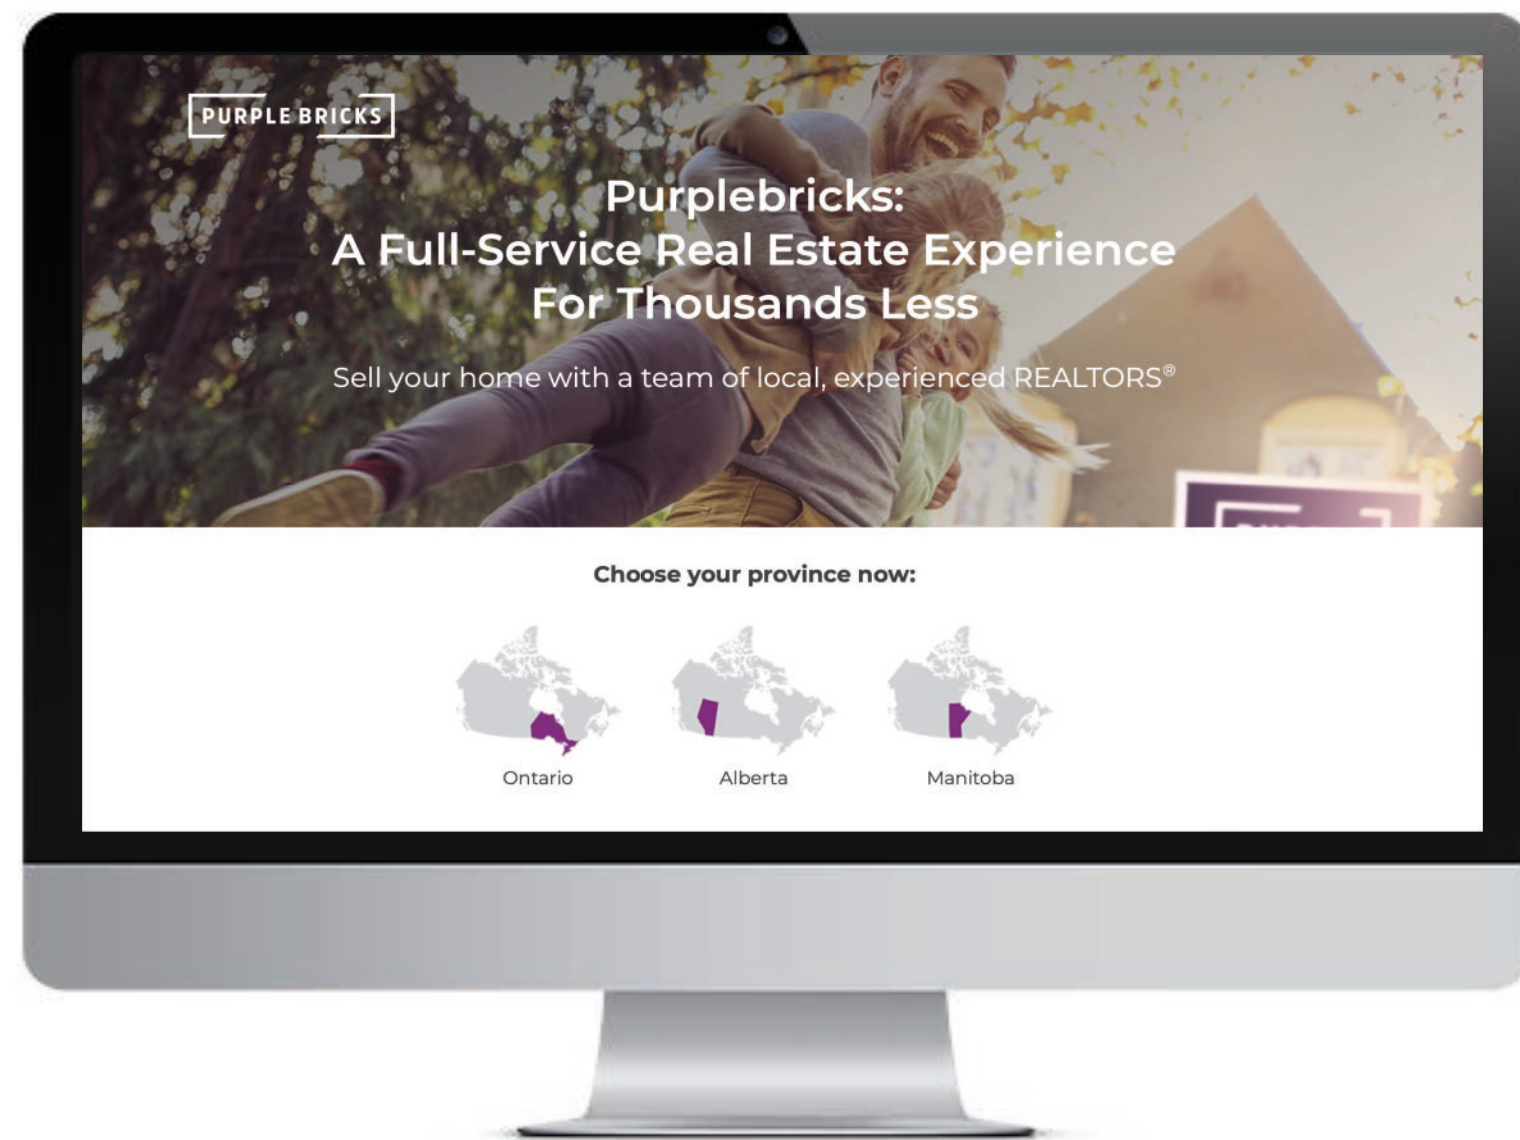 PURPLE BRICKS
Purplebricks:
A Full-Service Real Estate Experience
For Thousands Less
Sell your home with a team of local, experienced REALTORS®
Choose your province now:
Ontario
Alberta
Manitoba